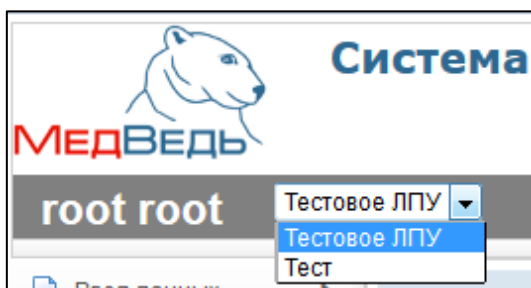 Система
МЕДВЕДЬ
root root
Тестовое ЛПУ
Тестовое ЛПУ
Тест